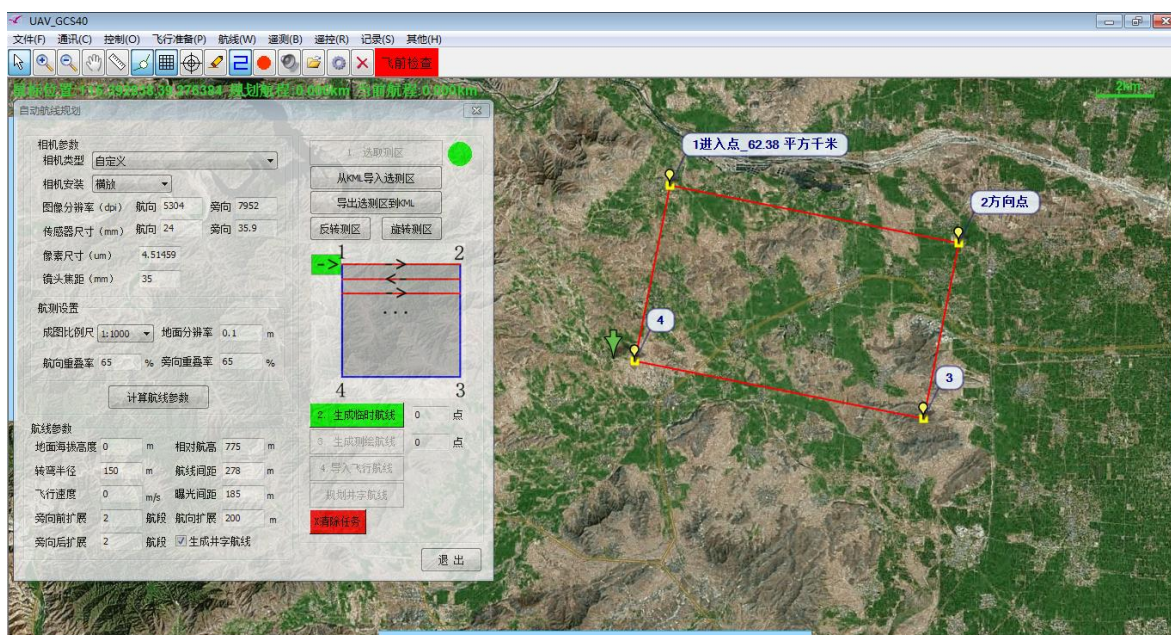 UAV_GCS40
文件(F) 通讯(C) 控制(O) 飞行准备(P) 航线(W) 遥测(B) 遥控(R) 记录(S) 其他(H)
飞前检查
规划航程:0.000km 当前航程:0.000km
2km
自动航线规划
相机参数
相机类型 自定义
相机安装 横放
图像分辨率 (dpi) 航向 5304 旁向 7952
传感器尺寸 (mm) 航向 24 旁向 35.9
像素尺寸 (um) 4.51459
镜头焦距 (mm) 35
航测设置
成图比例尺 1:1000 地面分辨率 0.1 m
航向重叠率 65 % 旁向重叠率 65 %
计算航线参数
航线参数
地面海拔高度 0 m 相对航高 775 m
转弯半径 150 m 航线间距 278 m
飞行速度 0 m/s 曝光间距 185 m
旁向前扩展 2 航段 航向扩展 200 m
旁向后扩展 2 航段 生成井字航线
1 选取测区
从KML导入选测区
导出选测区到KML
反转测区 旋转测区
1 2
->
...
4 3
2. 生成临时航线 0 点
3. 生成测绘航线 0 点
4.导入飞行航线
规划井字航线
X清除任务
退出
1进入点_62.38 平方千米
2方向点
4
3